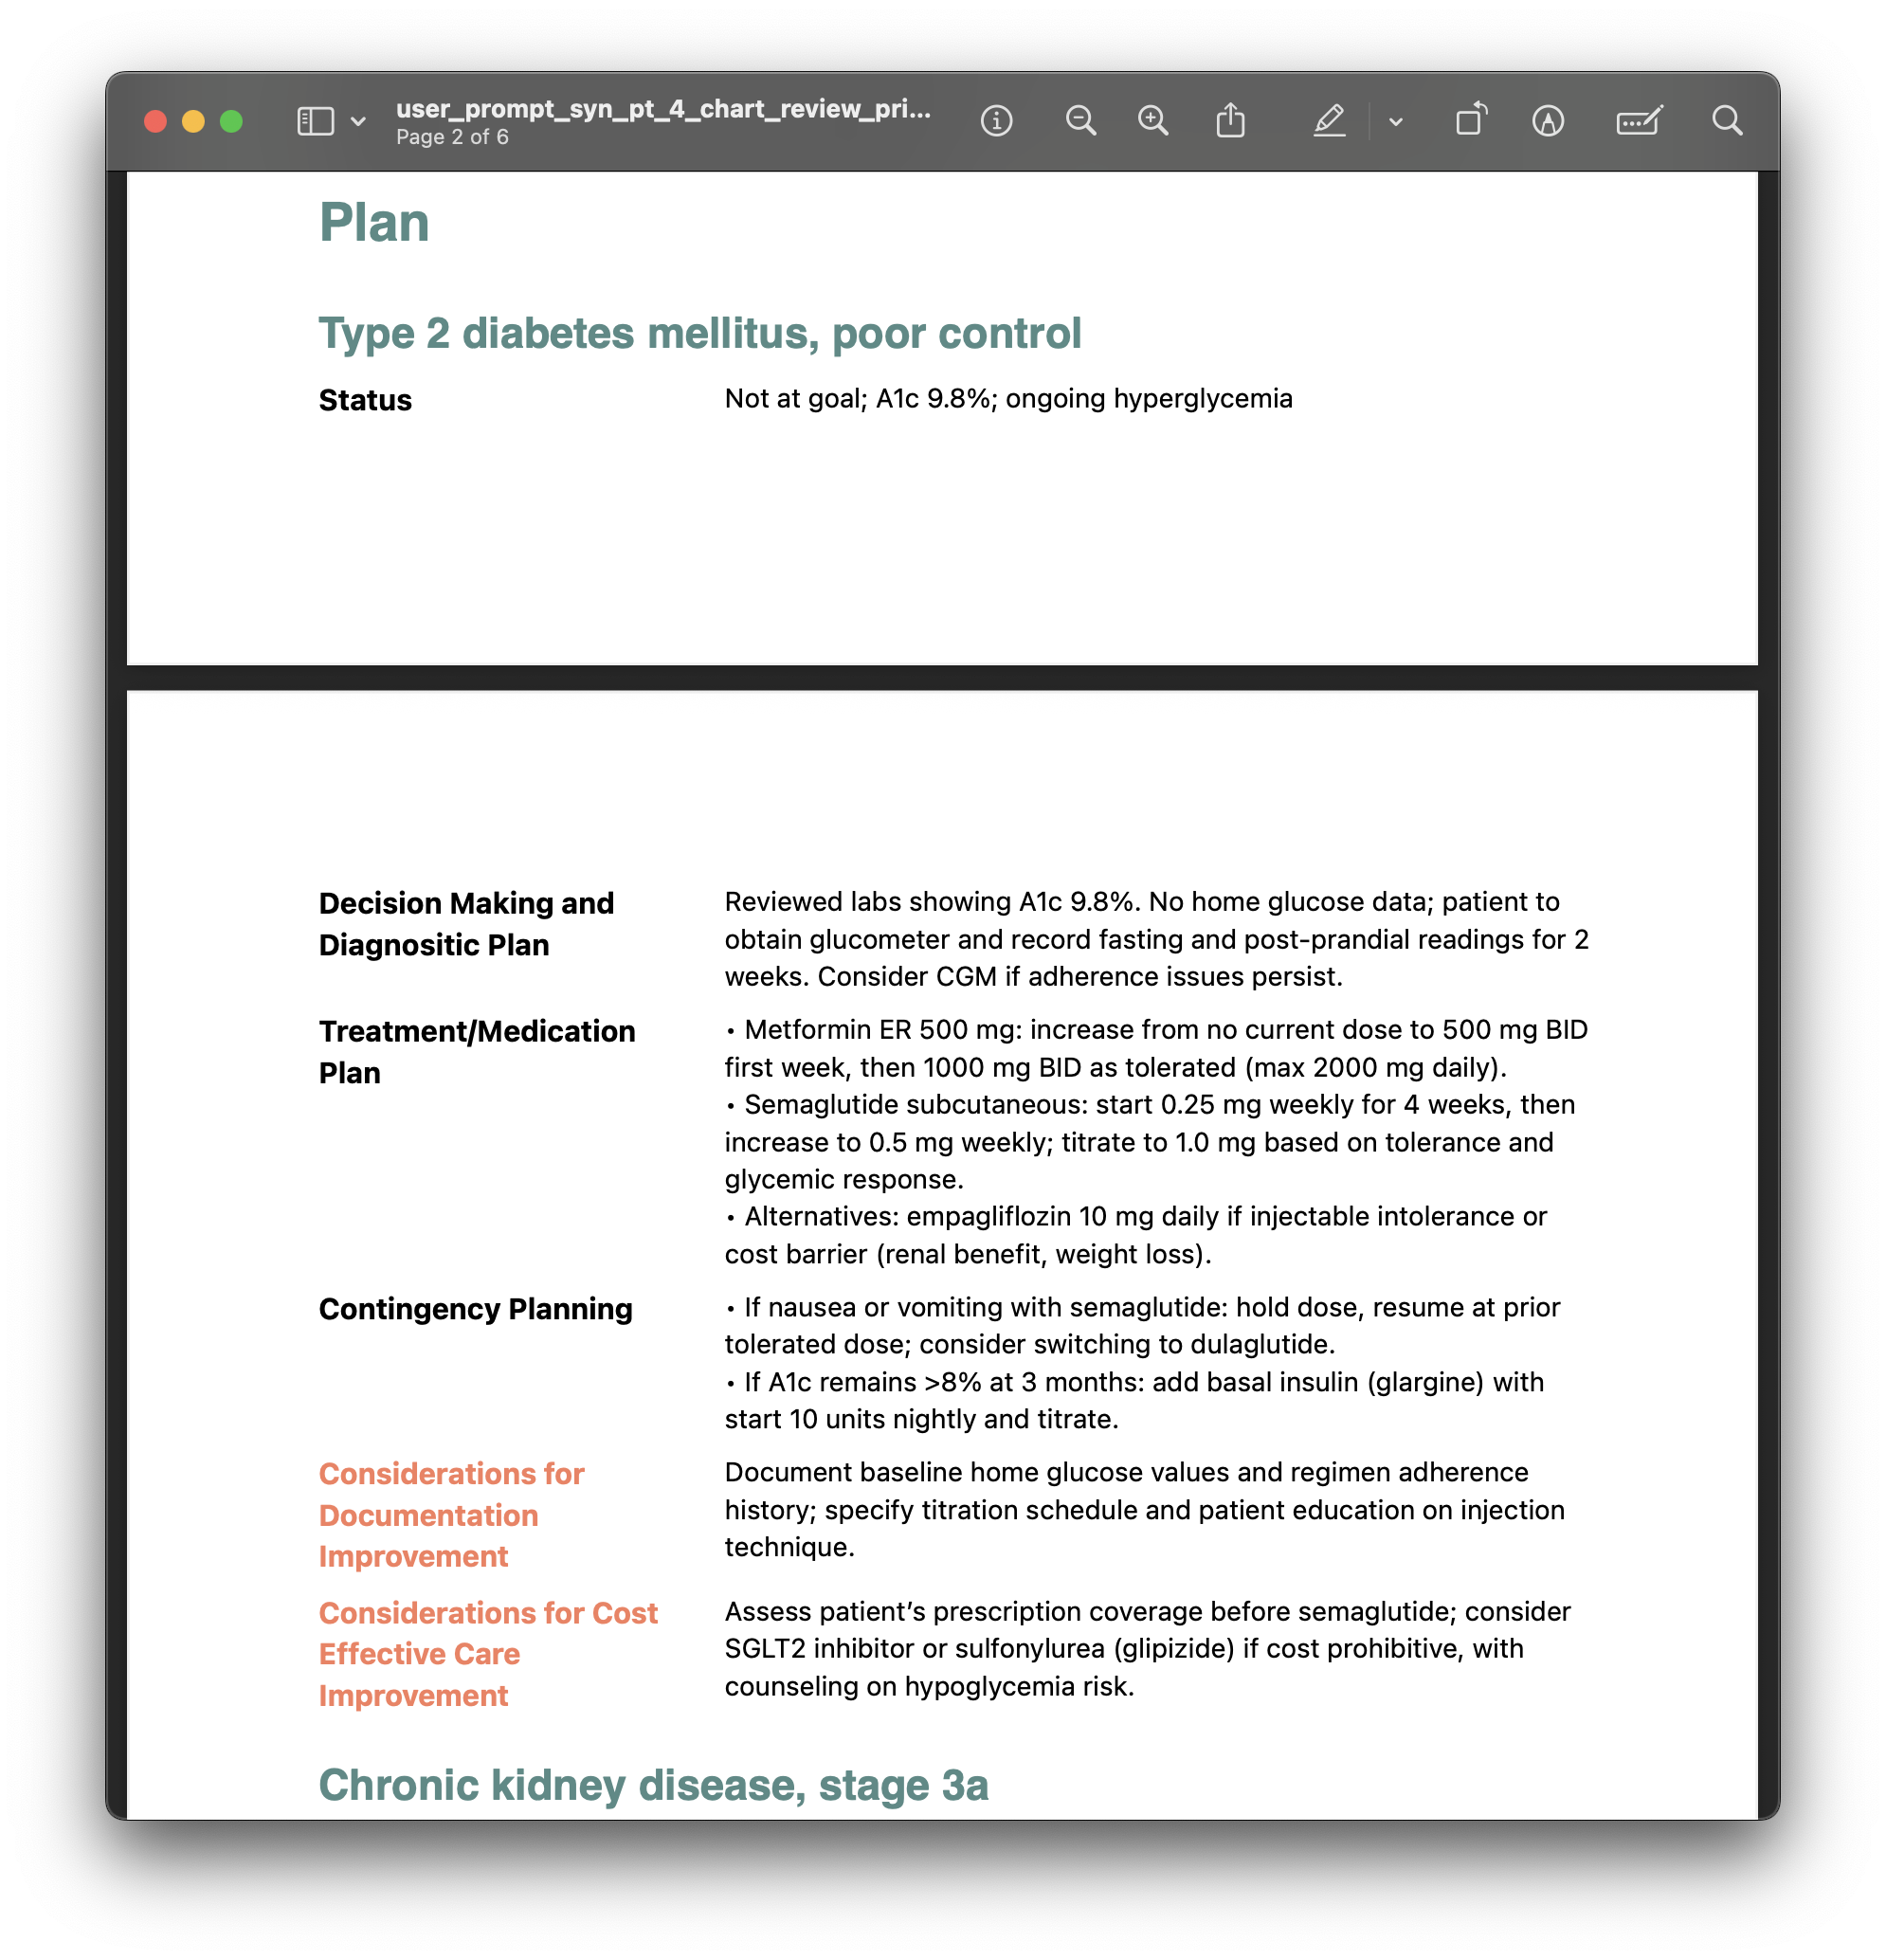 user_prompt_syn_pt_4_chart_review_pri...
Page 2 of 6
Plan
Type 2 diabetes mellitus, poor control
Status
Not at goal; A1c 9.8%; ongoing hyperglycemia
Decision Making and
Diagnositic Plan
Reviewed labs showing A1c 9.8%. No home glucose data; patient to
obtain glucometer and record fasting and post-prandial readings for 2
weeks. Consider CGM if adherence issues persist.
Treatment/Medication
Plan
• Metformin ER 500 mg: increase from no current dose to 500 mg BID
first week, then 1000 mg BID as tolerated (max 2000 mg daily).
• Semaglutide subcutaneous: start 0.25 mg weekly for 4 weeks, then
increase to 0.5 mg weekly; titrate to 1.0 mg based on tolerance and
glycemic response.
• Alternatives: empagliflozin 10 mg daily if injectable intolerance or
cost barrier (renal benefit, weight loss).
Contingency Planning
• If nausea or vomiting with semaglutide: hold dose, resume at prior
tolerated dose; consider switching to dulaglutide.
• If A1c remains >8% at 3 months: add basal insulin (glargine) with
start 10 units nightly and titrate.
Considerations for
Documentation
Improvement
Document baseline home glucose values and regimen adherence
history; specify titration schedule and patient education on injection
technique.
Considerations for Cost
Effective Care
Improvement
Assess patient’s prescription coverage before semaglutide; consider
SGLT2 inhibitor or sulfonylurea (glipizide) if cost prohibitive, with
counseling on hypoglycemia risk.
Chronic kidney disease, stage 3a